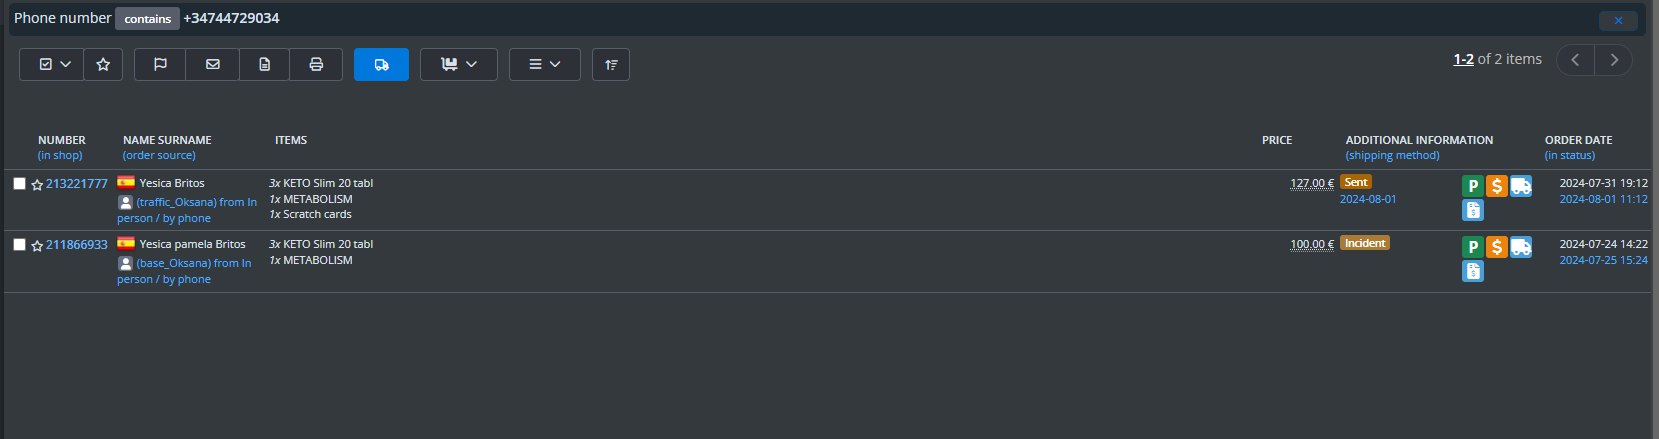 Phone number contains +34744729034
1-2 of 2 items
NUMBER NAME SURNAME ITEMS PRICE ADDITIONAL INFORMATION ORDER DATE
(in shop) (order source) (shipping method) (in status)
213221777 Yesica Britos 3x KETO Slim 20 tabl 127.00 € Sent P $ 2024-07-31 19:12
(traffic_Oksana) from In 1x METABOLISM 2024-08-01 2024-08-01 11:12
person / by phone 1x Scratch cards $
211866933 Yesica pamela Britos 3x KETO Slim 20 tabl 100.00 € Incident P $ 2024-07-24 14:22
(base_Oksana) from In 1x METABOLISM 2024-07-25 15:24
person / by phone $